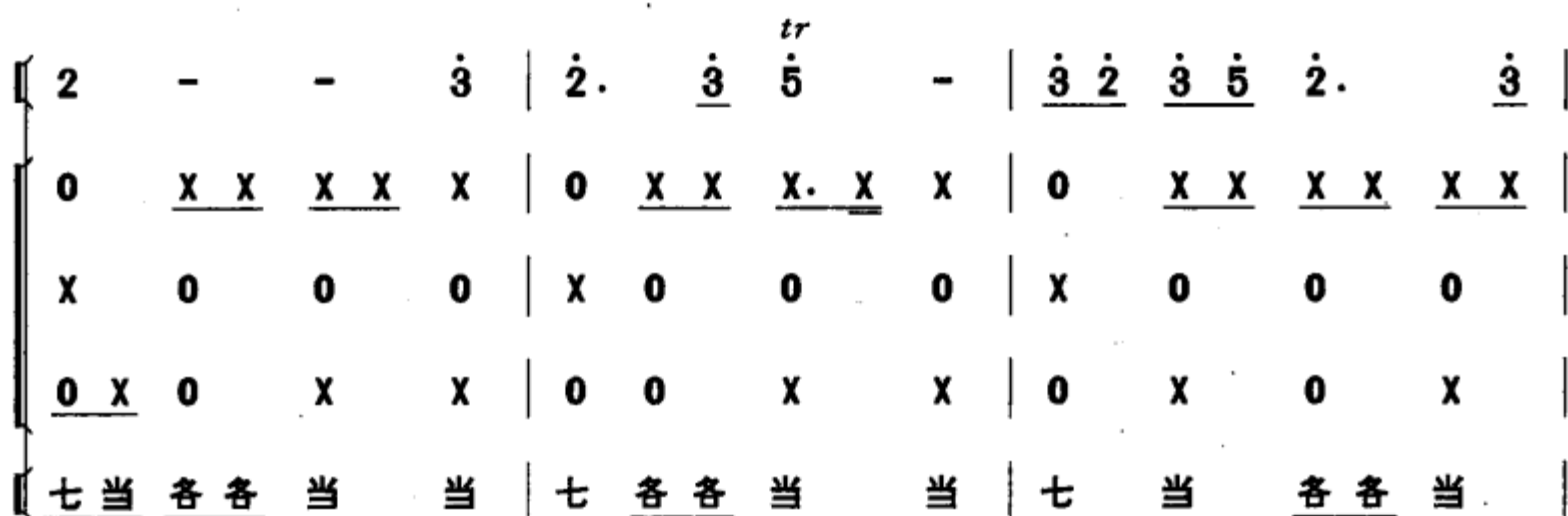 tr
2 - - 3̇ | 2̇. 3̇ 5̇ - | 3̇ 2̇ 3̇ 5̇ 2̇. 3̇ |
0 X X X X X | 0 X X X. X X | 0 X X X X X X |
X 0 0 0 | X 0 0 0 | X 0 0 0 |
0 X 0 X X | 0 0 X X | 0 X 0 X |
七 当 各 各 当 当 | 七 各 各 当 当 | 七 当 各 各 当 |